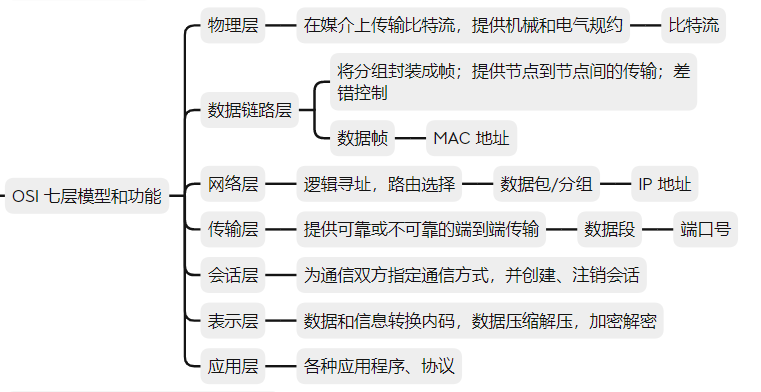 OSI 七层模型和功能
物理层
在媒介上传输比特流，提供机械和电气规约
比特流
数据链路层
将分组封装成帧；提供节点到节点间的传输；差
错控制
数据帧
MAC 地址
网络层
逻辑寻址，路由选择
数据包/分组
IP 地址
传输层
提供可靠或不可靠的端到端传输
数据段
端口号
会话层
为通信双方指定通信方式，并创建、注销会话
表示层
数据和信息转换内码，数据压缩解压，加密解密
应用层
各种应用程序、协议